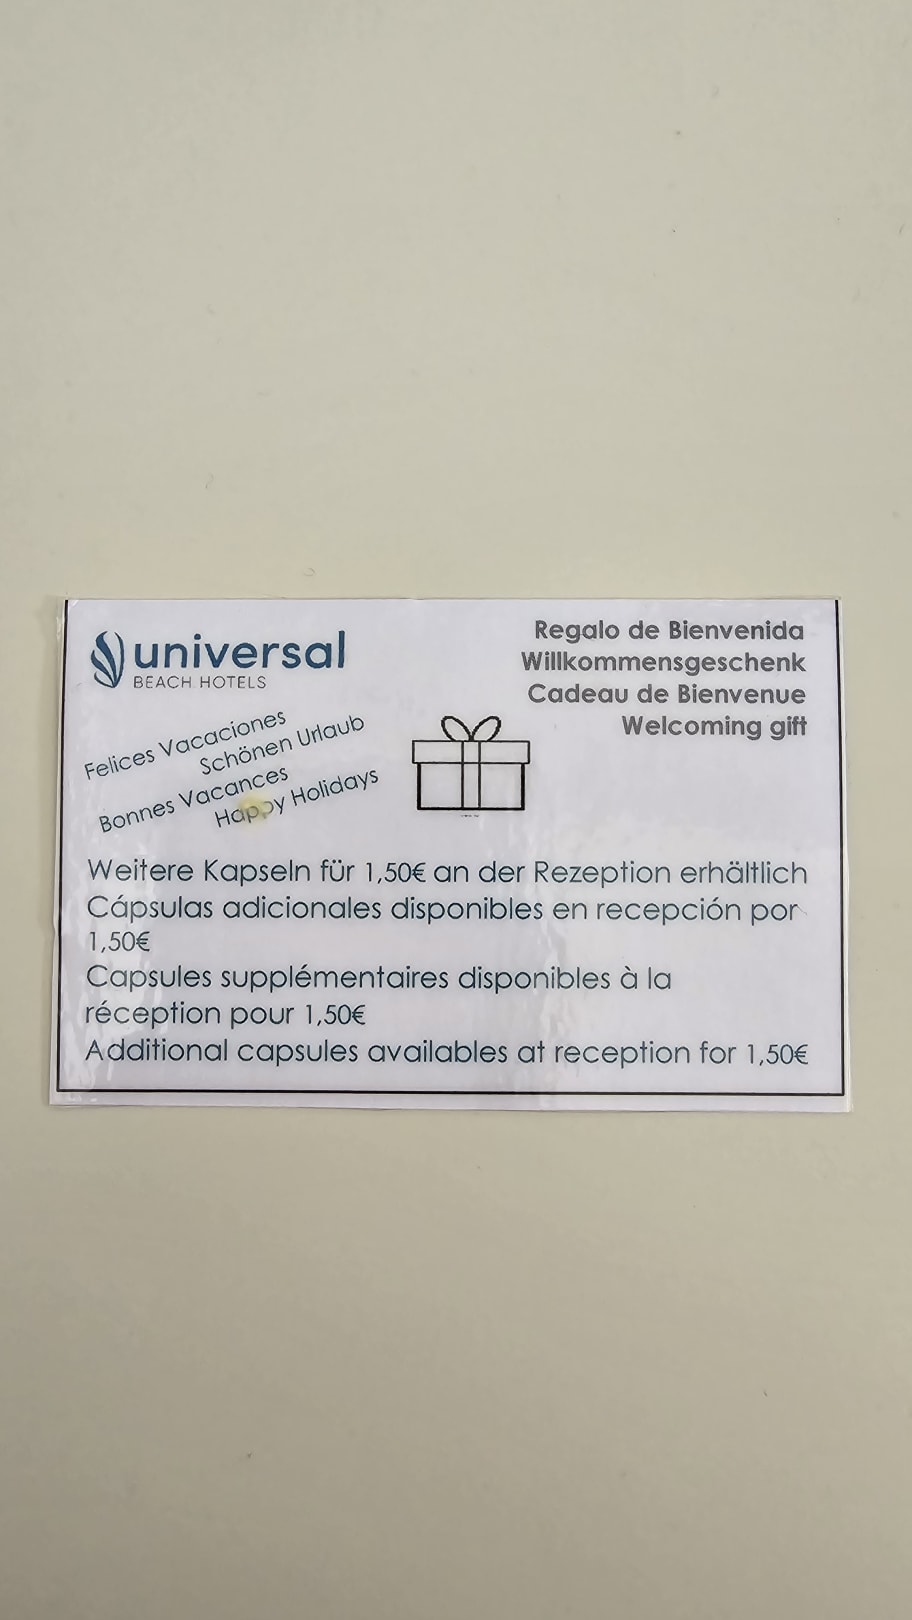 universal
BEACH HOTELS
Regalo de Bienvenida
Willkommensgeschenk
Cadeau de Bienvenue
Welcoming gift
Felices Vacaciones
Schönen Urlaub
Bonnes Vacances
Happy Holidays
Weitere Kapseln für 1,50€ an der Rezeption erhältlich
Cápsulas adicionales disponibles en recepción por
1,50€
Capsules supplémentaires disponibles à la
réception pour 1,50€
Additional capsules availables at reception for 1,50€